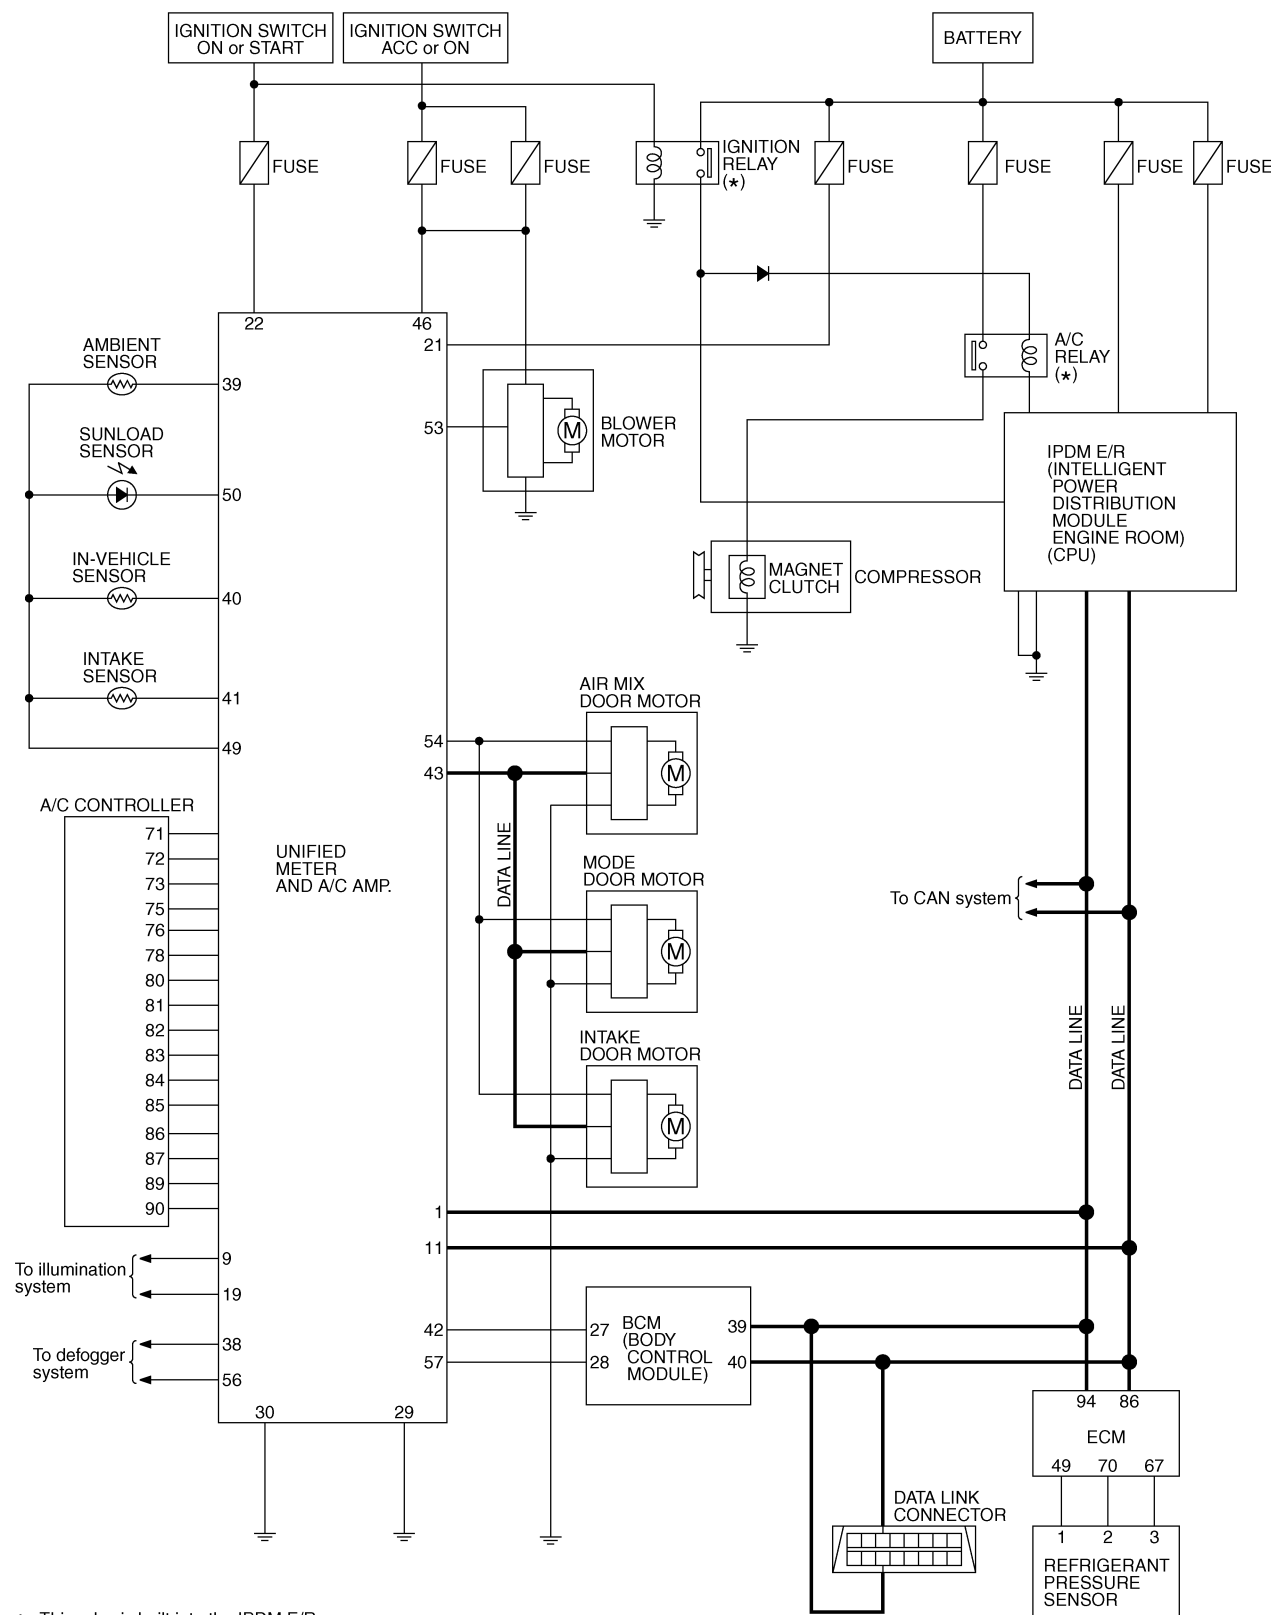 IGNITION SWITCH
ON or START
IGNITION SWITCH
ACC or ON
BATTERY
FUSE
FUSE
FUSE
IGNITION
RELAY
(*)
FUSE
FUSE
FUSE
FUSE
22
46
21
AMBIENT
SENSOR
39
A/C
RELAY
(*)
SUNLOAD
SENSOR
53
BLOWER
MOTOR
M
50
IPDM E/R
(INTELLIGENT
POWER
DISTRIBUTION
MODULE
ENGINE ROOM)
(CPU)
IN-VEHICLE
SENSOR
40
MAGNET
CLUTCH
COMPRESSOR
INTAKE
SENSOR
41
49
AIR MIX
DOOR MOTOR
54
43
M
A/C CONTROLLER
71
72
73
75
76
78
80
81
82
83
84
85
86
87
89
90
UNIFIED
METER
AND A/C AMP.
DATA LINE
MODE
DOOR MOTOR
M
To CAN system
INTAKE
DOOR MOTOR
M
DATA LINE
DATA LINE
1
11
To illumination
system
9
19
To defogger
system
38
56
42
57
27
28
BCM
(BODY
CONTROL
MODULE)
39
40
30
29
94
86
ECM
49
70
67
DATA LINK
CONNECTOR
1
2
3
REFRIGERANT
PRESSURE
SENSOR